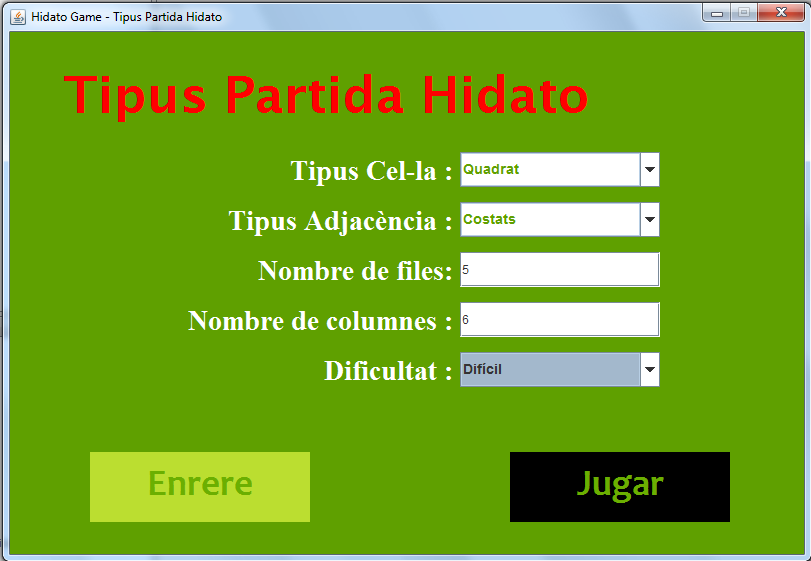 Hidato Game - Tipus Partida Hidato
Tipus Partida Hidato
Tipus Cel-la : Quadrat
Tipus Adjacència : Costats
Nombre de files: 5
Nombre de columnes : 6
Dificultat : Difícil
Enrere Jugar